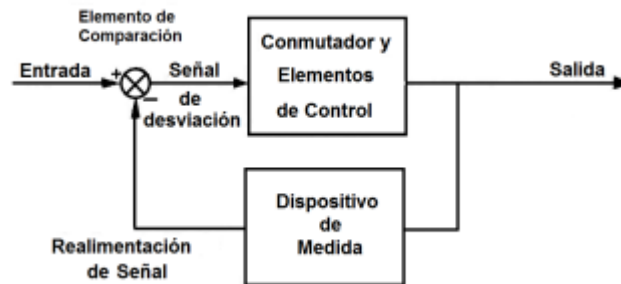 Elemento de
Comparación
Entrada
+
Señal
de
desviación
−
Conmutador y
Elementos
de Control
Salida
Dispositivo
de
Medida
Realimentación
de Señal